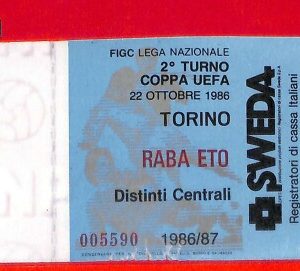 FIGC LEGA NAZIONALE
2° TURNO
COPPA UEFA
22 OTTOBRE 1986
TORINO
RABA ETO
Distinti Centrali
005590 1986/87
SWEDA
Registratori di cassa Italiani